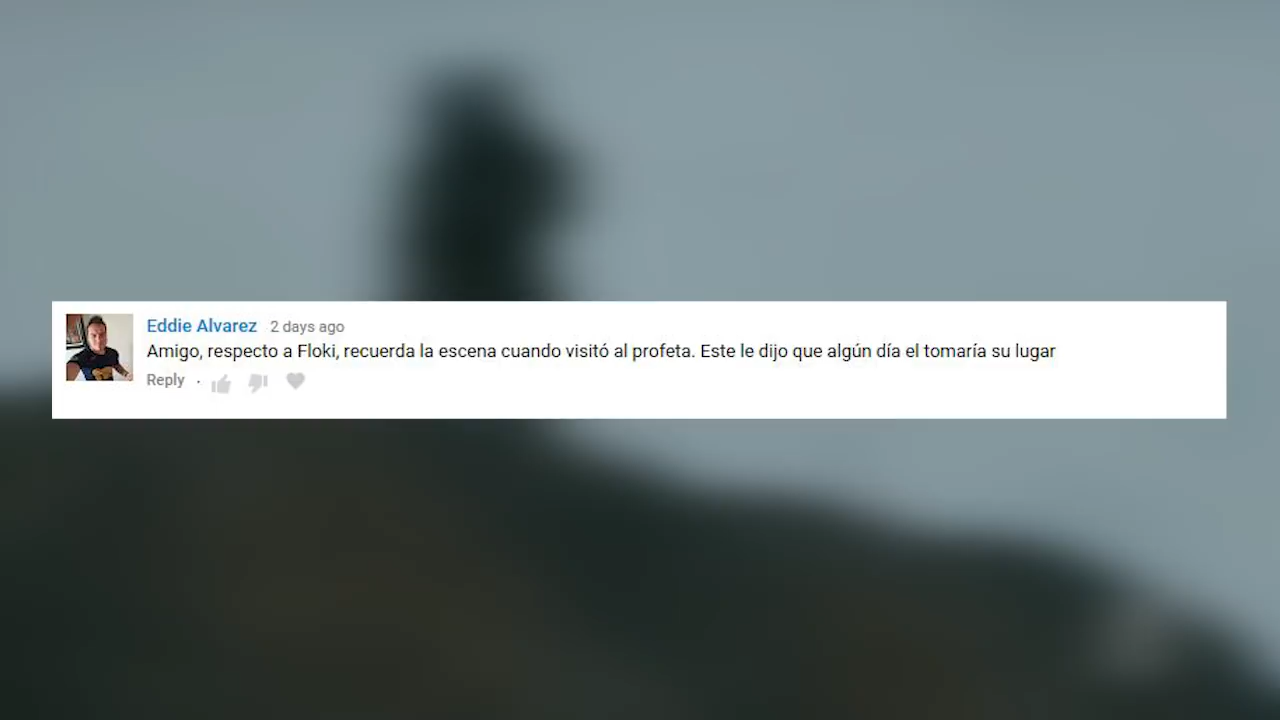 Eddie Alvarez 2 days ago
Amigo, respecto a Floki, recuerda la escena cuando visitó al profeta. Este le dijo que algún día el tomaría su lugar
Reply ·